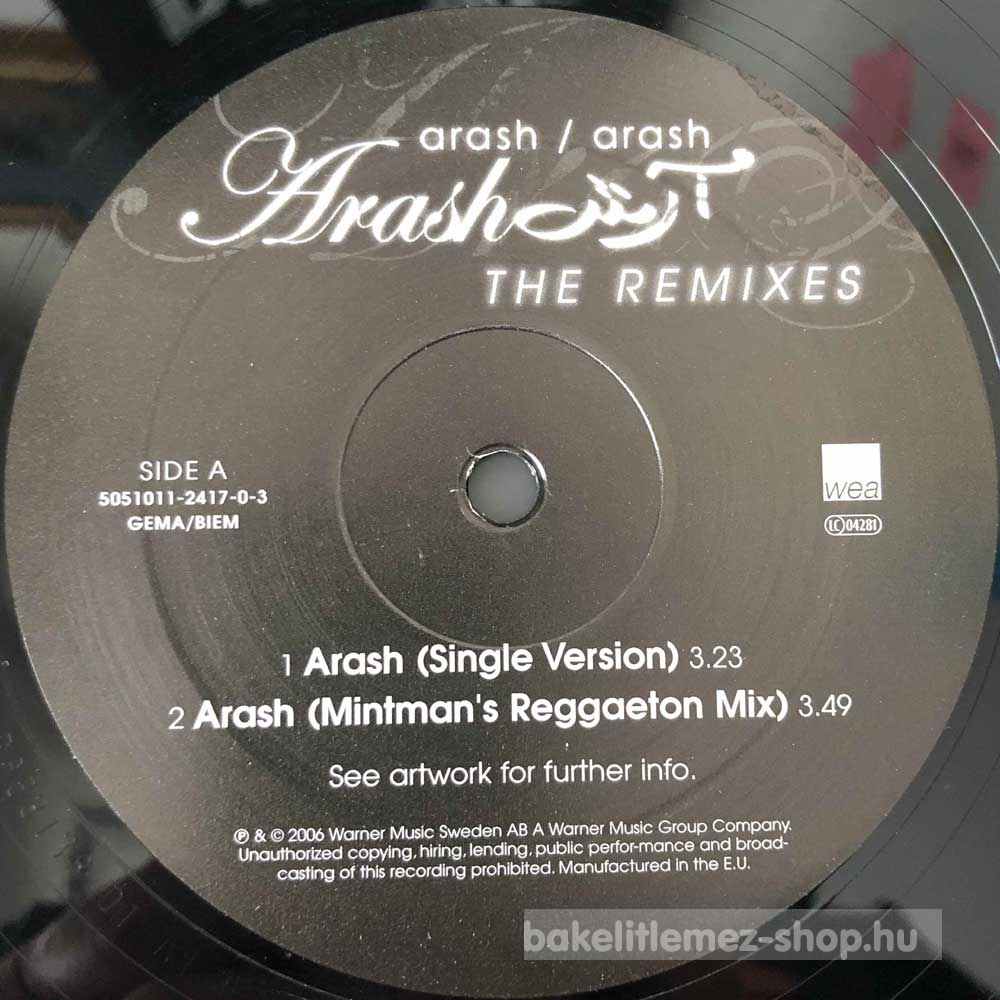 arash / arash
Arash آرش
THE REMIXES
SIDE A
5051011-2417-0-3
GEMA/BIEM
wea
LC 04281
1 Arash (Single Version) 3.23
2 Arash (Mintman's Reggaeton Mix) 3.49
See artwork for further info.
℗ & © 2006 Warner Music Sweden AB A Warner Music Group Company.
Unauthorized copying, hiring, lending, public perfor-mance and broad-
casting of this recording prohibited. Manufactured in the E.U.
bakelitlemez-shop.hu